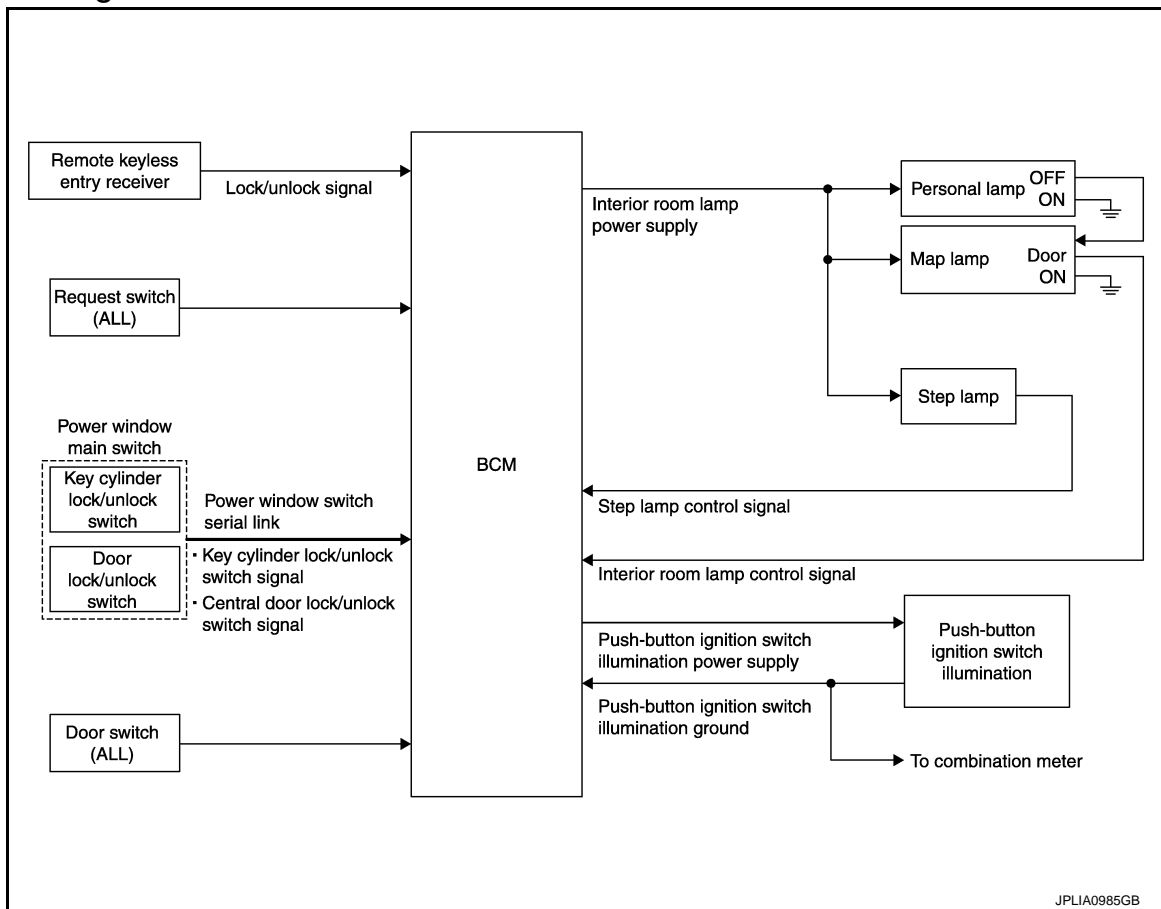 Remote keyless
entry receiver
Lock/unlock signal
Request switch
(ALL)
Power window
main switch
Key cylinder
lock/unlock
switch
Door
lock/unlock
switch
Power window switch
serial link
· Key cylinder lock/unlock
switch signal
· Central door lock/unlock
switch signal
Door switch
(ALL)
BCM
Interior room lamp
power supply
Personal lamp OFF
ON
Map lamp Door
ON
Step lamp
Step lamp control signal
Interior room lamp control signal
Push-button ignition switch
illumination power supply
Push-button
ignition switch
illumination
Push-button ignition switch
illumination ground
To combination meter
JPLIA0985GB